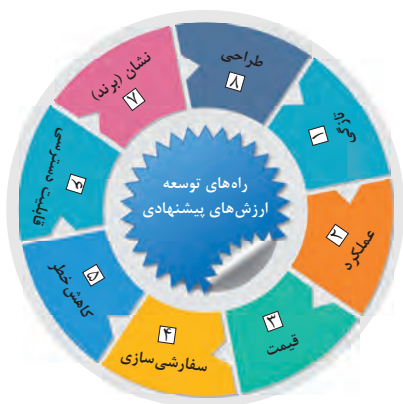 راه‌های توسعه
ارزش‌های پیشنهادی
تازگی
۱
عملکرد
۲
قیمت
۳
سفارشی‌سازی
۴
کاهش خطر
۵
قابلیت دسترسی
۶
نشان (برند)
۷
طراحی
۸